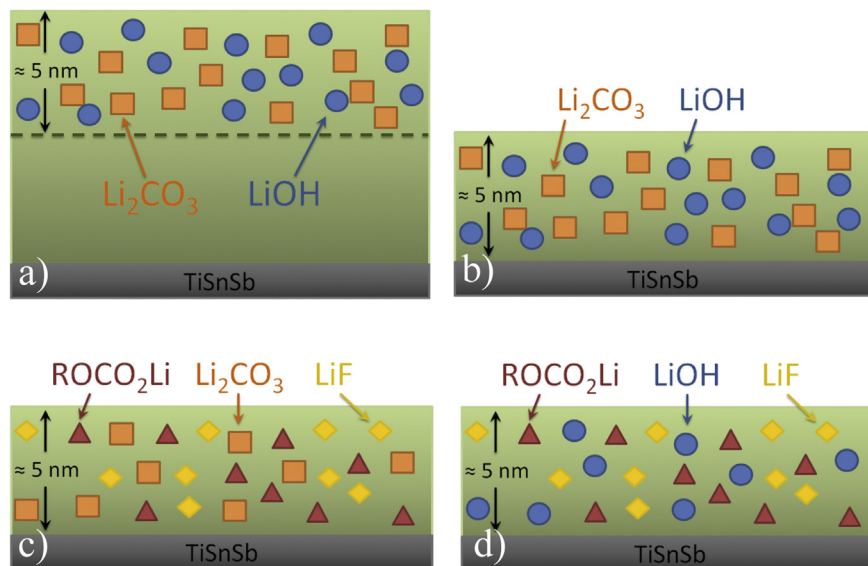 ≈ 5 nm
Li₂CO₃ LiOH
a)
TiSnSb
Li₂CO₃ LiOH
≈ 5 nm
b)
TiSnSb
ROCO₂Li Li₂CO₃ LiF
≈ 5 nm
c)
TiSnSb
ROCO₂Li LiOH LiF
≈ 5 nm
d)
TiSnSb